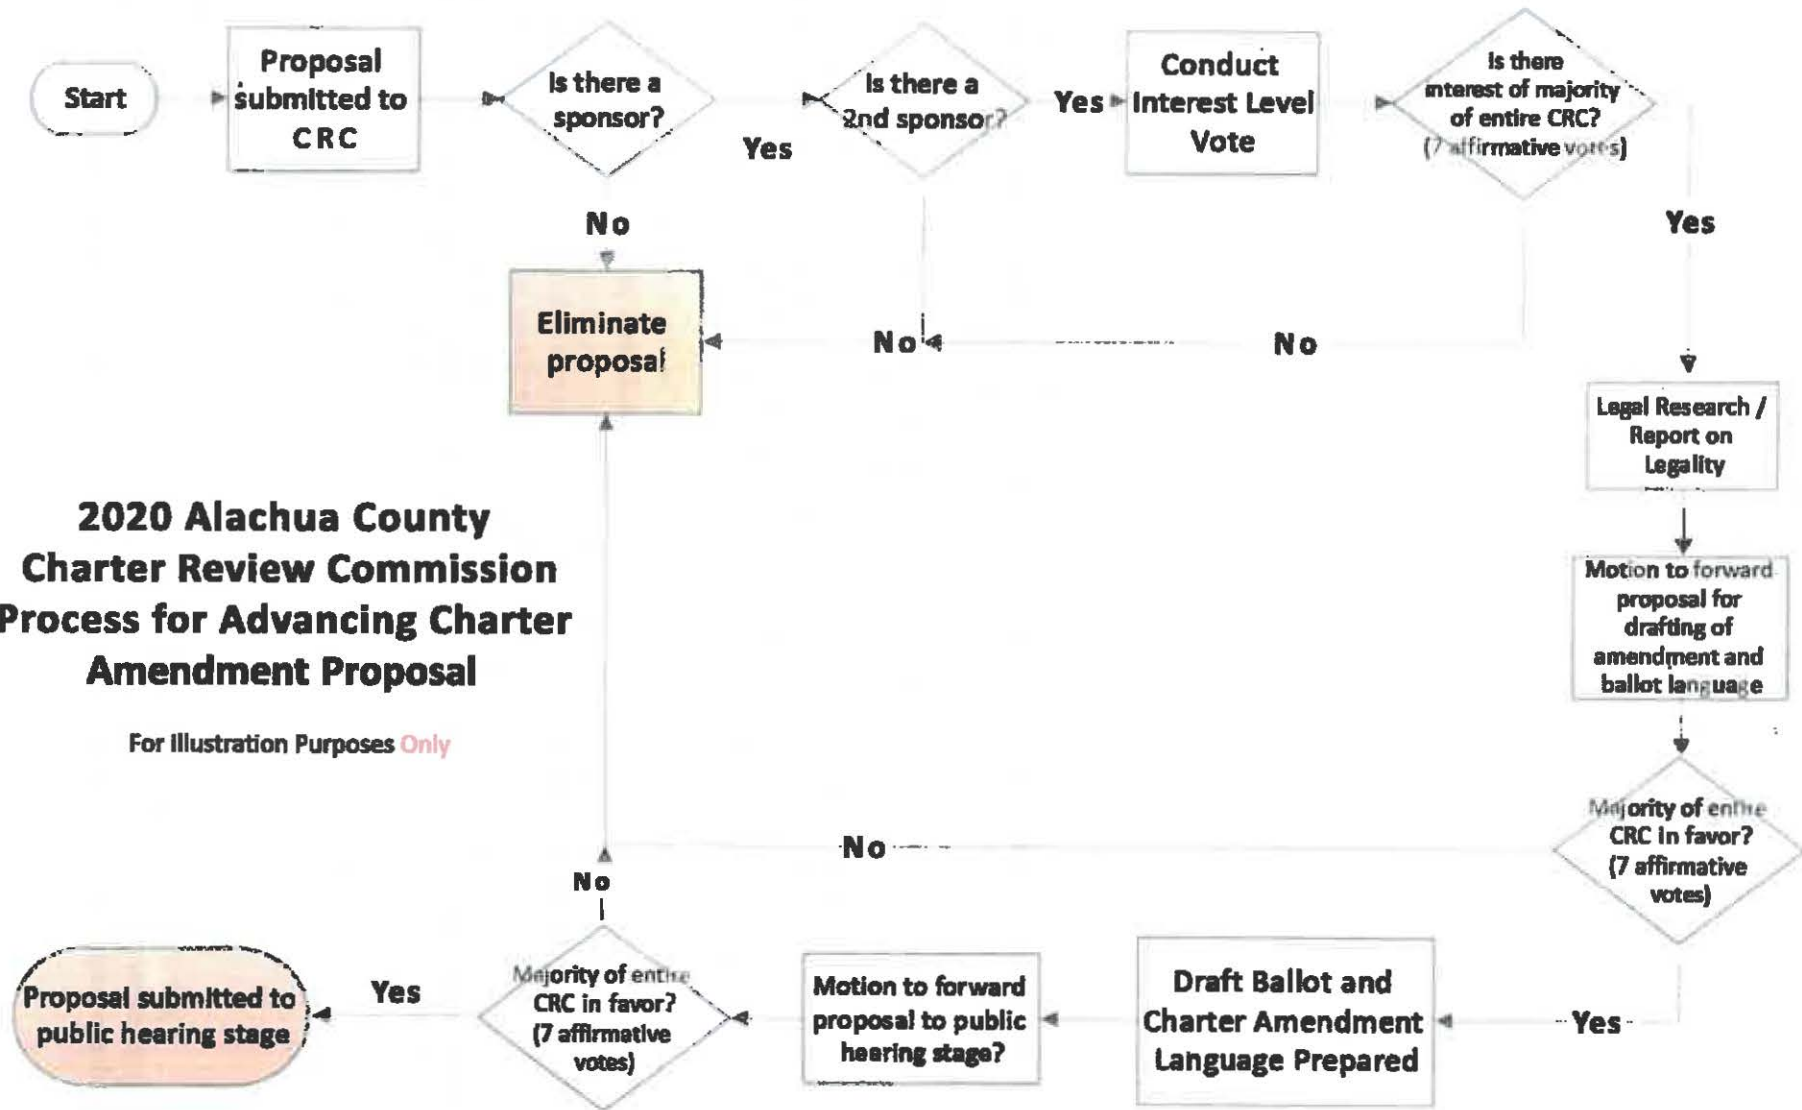 Start
Proposal
submitted to
CRC
Is there a
sponsor?
Yes
Is there a
2nd sponsor?
Yes
Conduct
Interest Level
Vote
Is there
interest of majority
of entire CRC?
(7 affirmative votes)
Yes
No
Eliminate
proposal
No
No
Legal Research /
Report on
Legality
2020 Alachua County
Charter Review Commission
Process for Advancing Charter
Amendment Proposal
For Illustration Purposes Only
Motion to forward
proposal for
drafting of
amendment and
ballot language
Majority of entire
CRC in favor?
(7 affirmative
votes)
No
No
Yes
Draft Ballot and
Charter Amendment
Language Prepared
Motion to forward
proposal to public
hearing stage?
Majority of entire
CRC in favor?
(7 affirmative
votes)
Yes
Proposal submitted to
public hearing stage